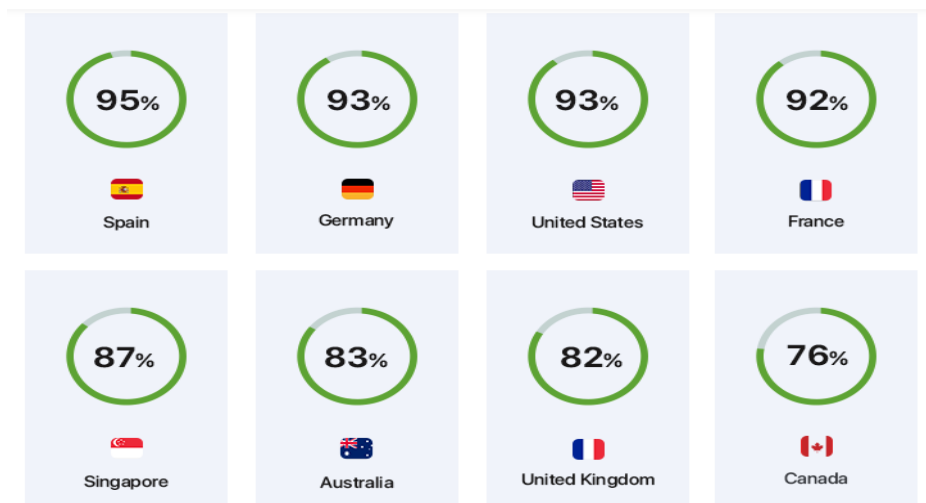 95% 93% 93% 92%
Spain Germany United States France
87% 83% 82% 76%
Singapore Australia United Kingdom Canada